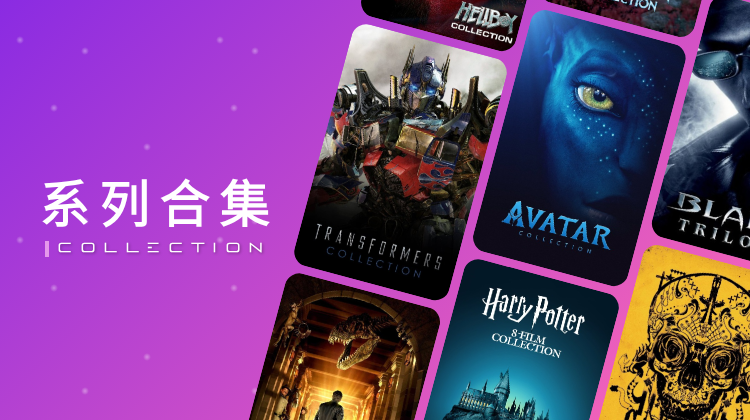 系列合集
COLLECTION
HELLBOY
COLLECTION
TRANSFORMERS
COLLECTION
AVATAR
COLLECTION
Harry Potter
8-FILM
COLLECTION